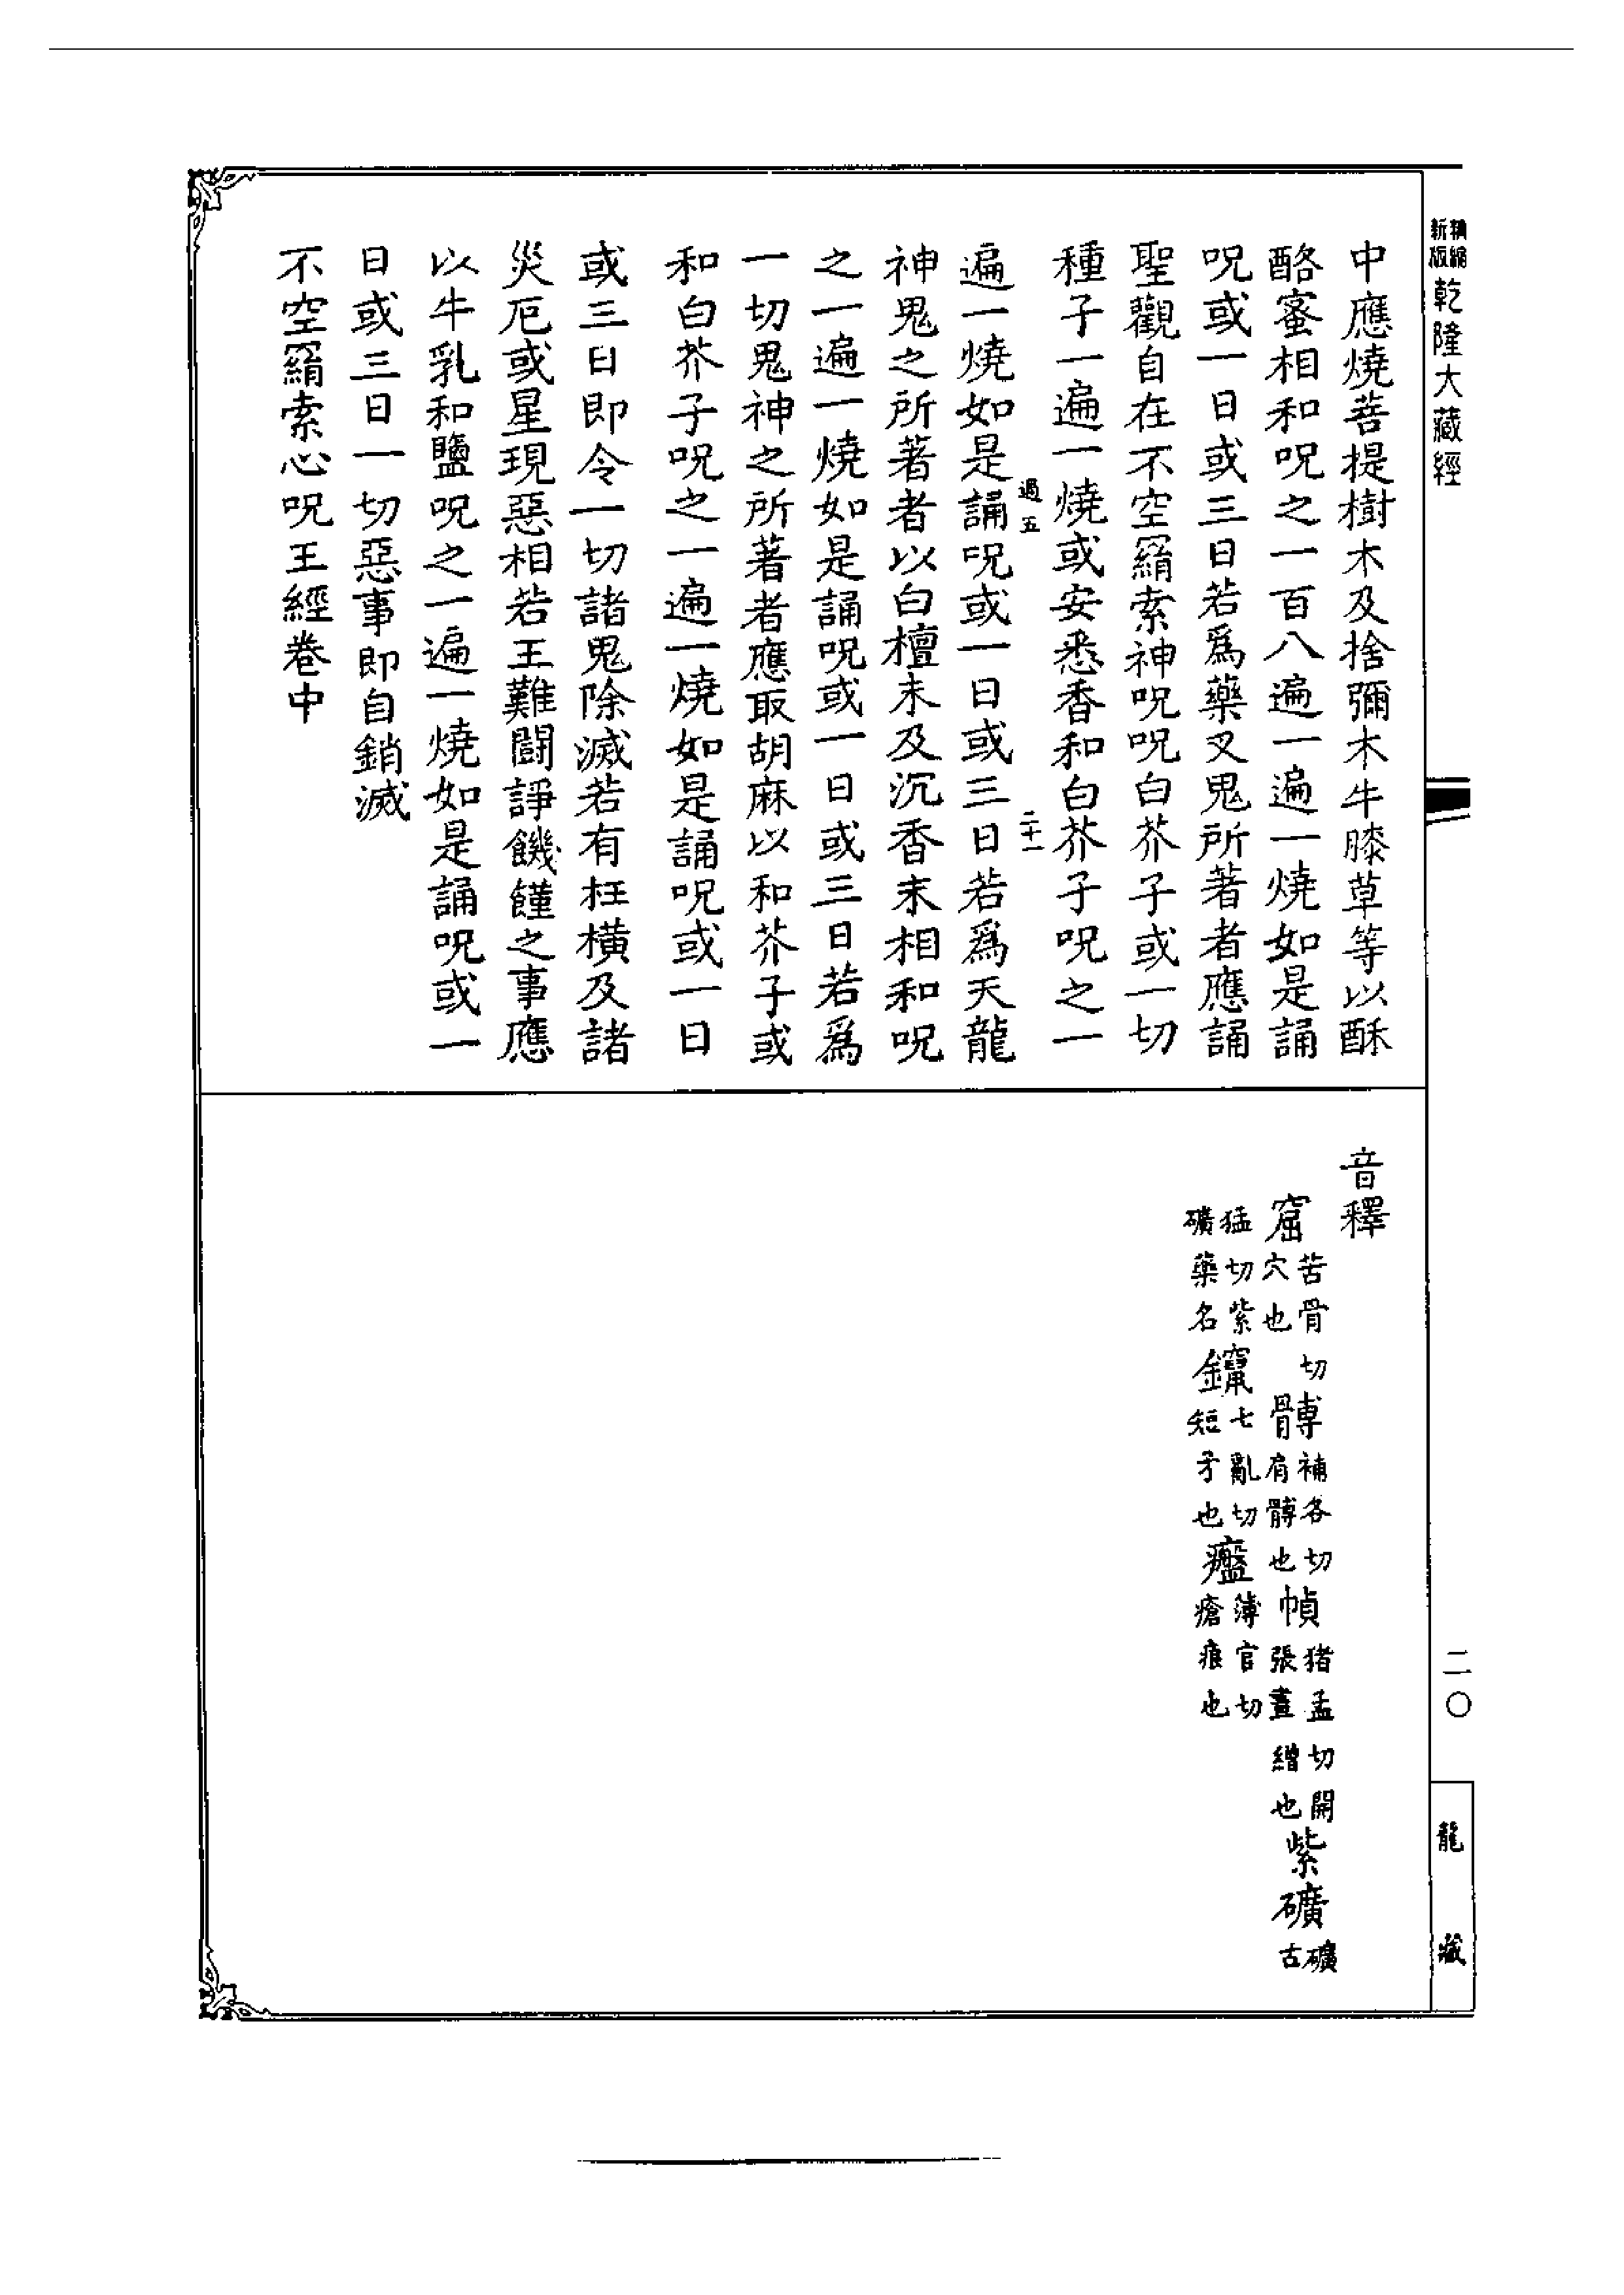 精縮
新版
乾隆大藏經
中應燒菩提樹木及捨彌木牛膝草等以酥
酪蜜相和呪之一百八遍一遍一燒如是誦
呪或一日或三日若爲藥叉鬼所著者應誦
聖觀自在不空羂索神呪呪白芥子或一切
種子一遍一燒或安悉香和白芥子呪之一
過五 二十一
遍一燒如是誦呪或一日或三日若爲天龍
神鬼之所著者以白檀末及沉香末相和呪
之一遍一燒如是誦呪或一日或三日若爲
一切鬼神之所著者應取胡麻以和芥子或
和白芥子呪之一遍一燒如是誦呪或一日
或三日即令一切諸鬼除滅若有枉橫及諸
災厄或星現惡相若王難鬪諍饑饉之事應
以牛乳和鹽呪之一遍一燒如是誦呪或一
日或三日一切惡事即自銷滅
不空羂索心呪王經卷中
音釋
窟苦骨切穴也 髆補各切肩髆也 幀猪孟切開張畫繒也 紫礦礦古
猛切紫礦藥名 鑹七亂切短矛也 瘢薄官切瘡痕也
二〇
龍藏